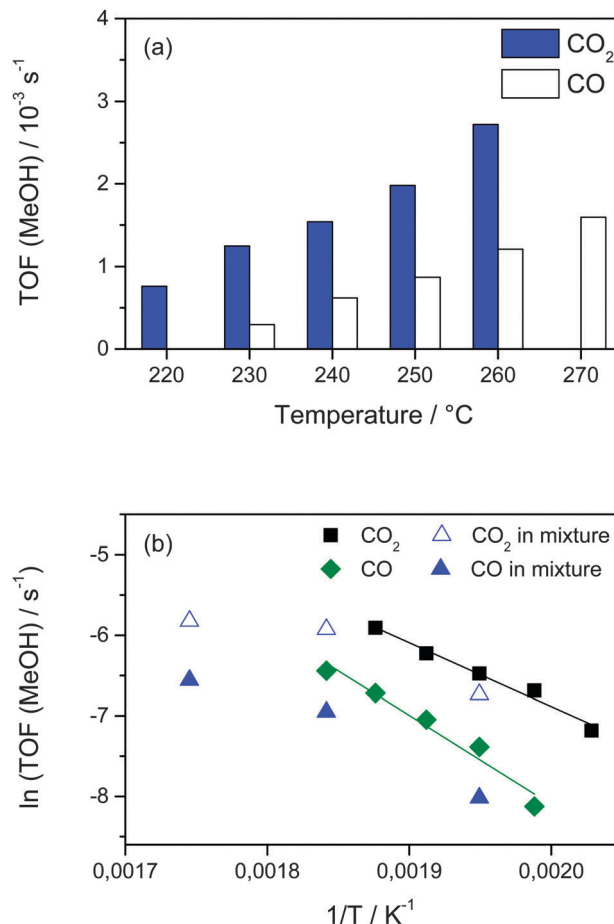 (a)
CO₂
CO
TOF (MeOH) / 10⁻³ s⁻¹
4
3
2
1
0
220 230 240 250 260 270
Temperature / °C
(b)
CO₂
CO₂ in mixture
CO
CO in mixture
ln (TOF (MeOH) / s⁻¹)
-5
-6
-7
-8
0,0017 0,0018 0,0019 0,0020
1/T / K⁻¹